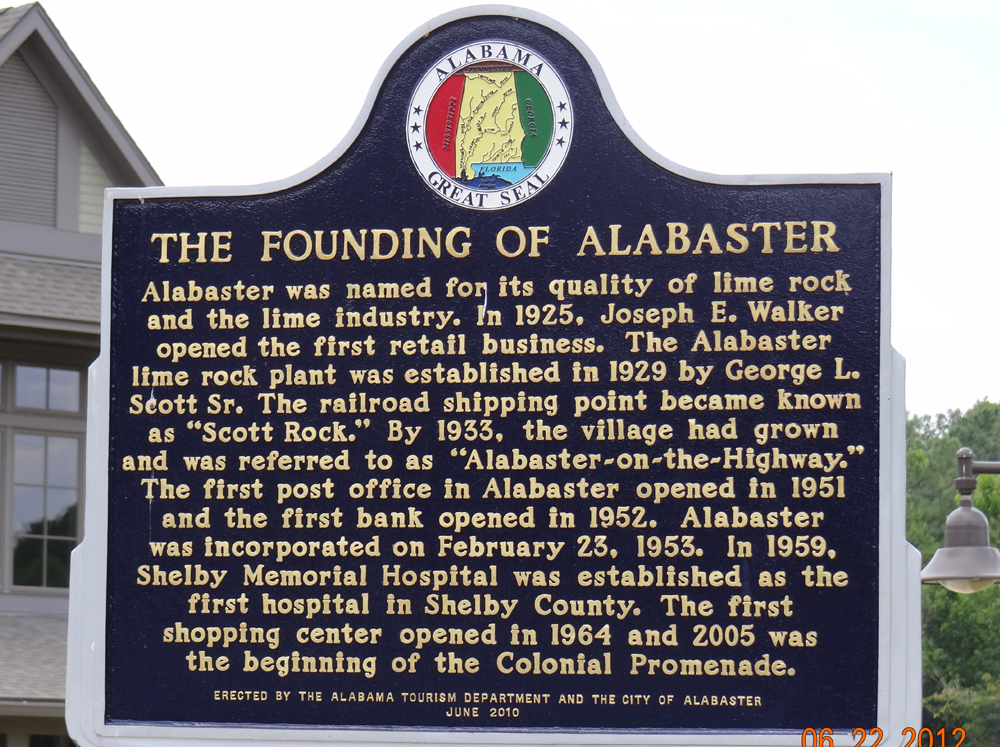 ALABAMA
MISSISSIPPI
GEORGIA
FLORIDA
GREAT SEAL
THE FOUNDING OF ALABASTER
Alabaster was named for its quality of lime rock
and the lime industry. In 1925, Joseph E. Walker
opened the first retail business. The Alabaster
lime rock plant was established in 1929 by George L.
Scott Sr. The railroad shipping point became known
as "Scott Rock." By 1933, the village had grown
and was referred to as "Alabaster-on-the-Highway."
The first post office in Alabaster opened in 1951
and the first bank opened in 1952. Alabaster
was incorporated on February 23, 1953. In 1959,
Shelby Memorial Hospital was established as the
first hospital in Shelby County. The first
shopping center opened in 1964 and 2005 was
the beginning of the Colonial Promenade.
ERECTED BY THE ALABAMA TOURISM DEPARTMENT AND THE CITY OF ALABASTER
JUNE 2010
06 22 2012